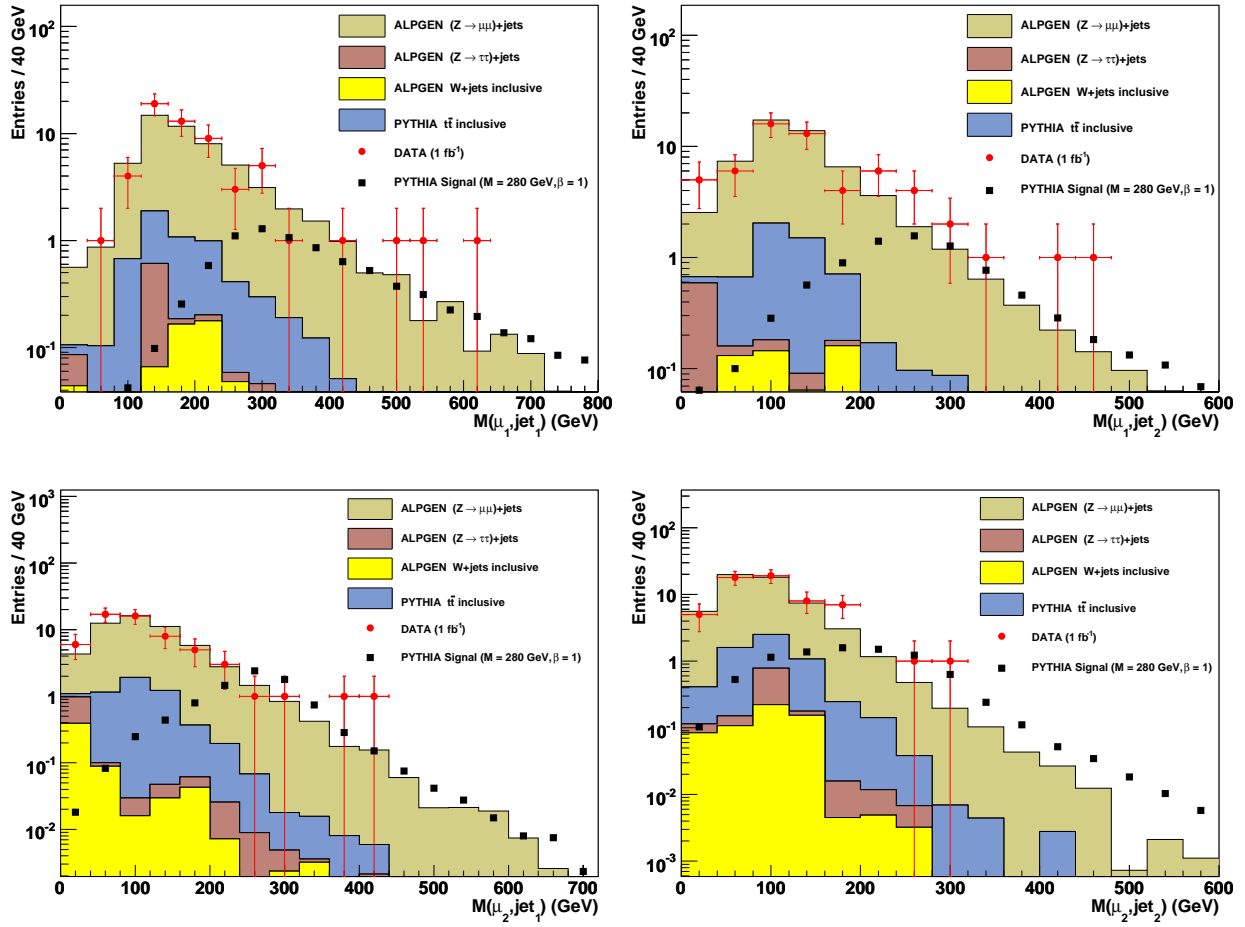 Entries / 40 GeV
10²
10
1
10⁻¹
ALPGEN (Z → μμ)+jets
ALPGEN (Z → ττ)+jets
ALPGEN W+jets inclusive
PYTHIA tt̄ inclusive
DATA (1 fb⁻¹)
PYTHIA Signal (M = 280 GeV, β = 1)
0 100 200 300 400 500 600 700 800
M(μ₁,jet₁) (GeV)
Entries / 40 GeV
10²
10
1
10⁻¹
ALPGEN (Z → μμ)+jets
ALPGEN (Z → ττ)+jets
ALPGEN W+jets inclusive
PYTHIA tt̄ inclusive
DATA (1 fb⁻¹)
PYTHIA Signal (M = 280 GeV, β = 1)
0 100 200 300 400 500 600
M(μ₁,jet₂) (GeV)
Entries / 40 GeV
10³
10²
10
1
10⁻¹
10⁻²
ALPGEN (Z → μμ)+jets
ALPGEN (Z → ττ)+jets
ALPGEN W+jets inclusive
PYTHIA tt̄ inclusive
DATA (1 fb⁻¹)
PYTHIA Signal (M = 280 GeV, β = 1)
0 100 200 300 400 500 600 700
M(μ₂,jet₁) (GeV)
Entries / 40 GeV
10²
10
1
10⁻¹
10⁻²
10⁻³
ALPGEN (Z → μμ)+jets
ALPGEN (Z → ττ)+jets
ALPGEN W+jets inclusive
PYTHIA tt̄ inclusive
DATA (1 fb⁻¹)
PYTHIA Signal (M = 280 GeV, β = 1)
0 100 200 300 400 500 600
M(μ₂,jet₂) (GeV)